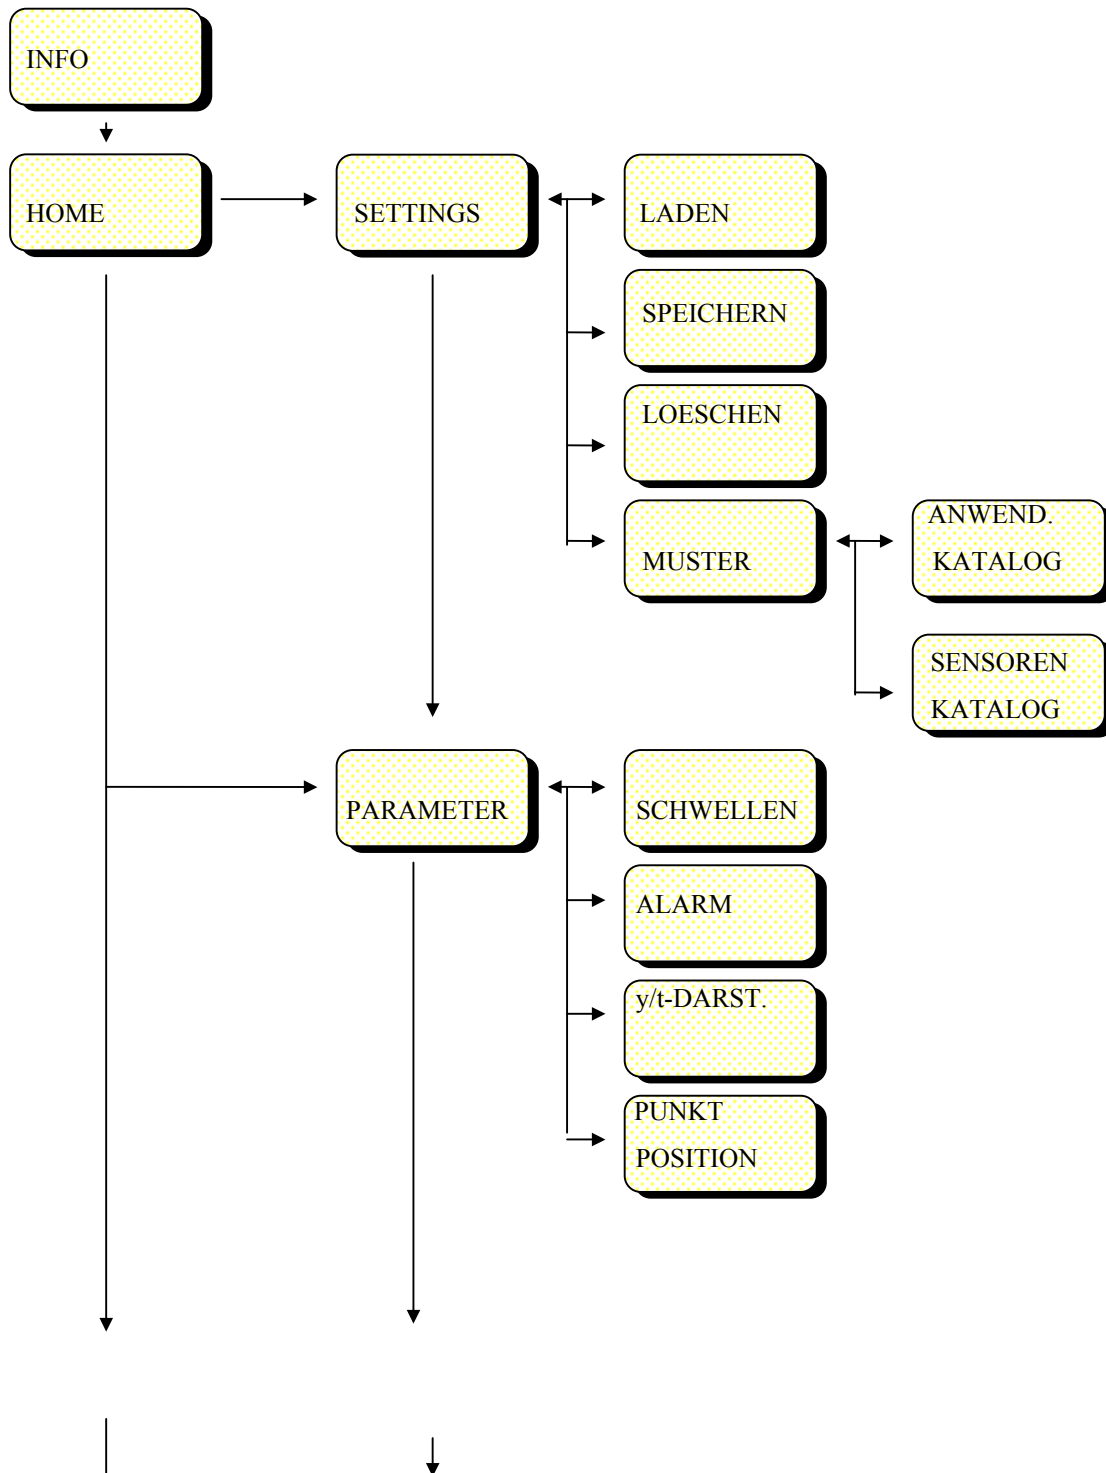 INFO
HOME
SETTINGS
LADEN
SPEICHERN
LOESCHEN
MUSTER
ANWEND.
KATALOG
SENSOREN
KATALOG
PARAMETER
SCHWELLEN
ALARM
y/t-DARST.
PUNKT
POSITION